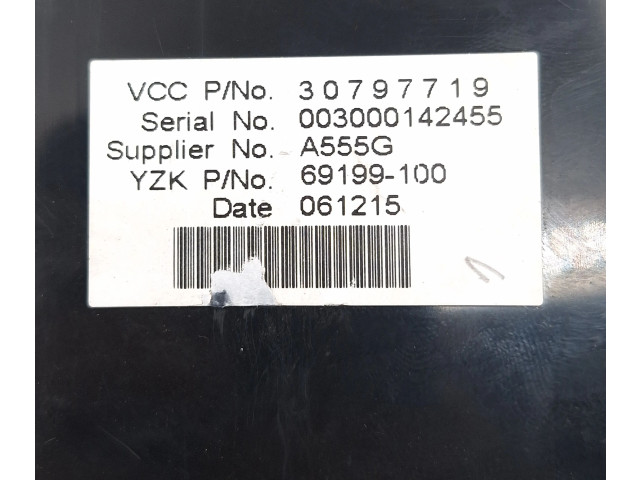 VCC P/No. 30797719
Serial No. 003000142455
Supplier No. A555G
YZK P/No. 69199-100
Date 061215